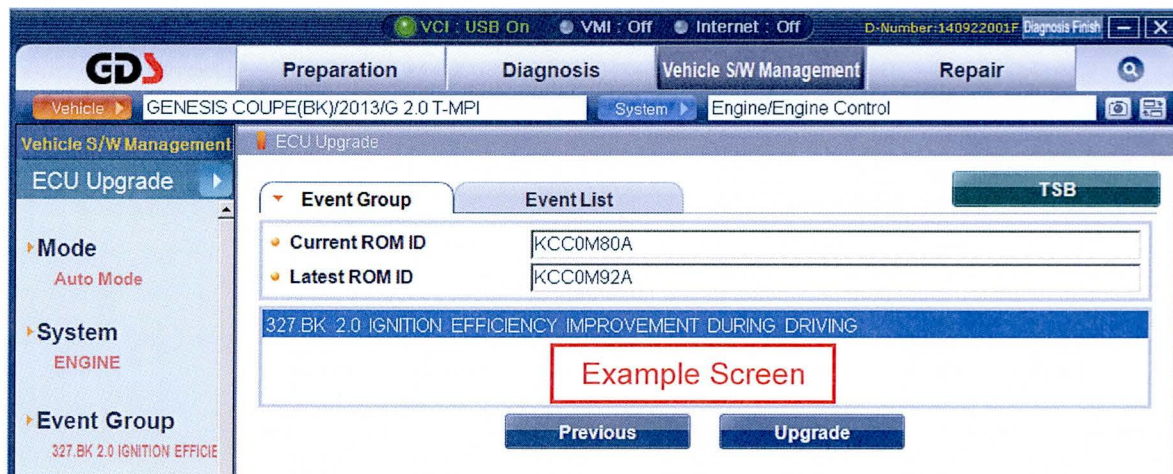 VCI : USB On VMI : Off Internet : Off D-Number:140922001F Diagnosis Finish
GDS Preparation Diagnosis Vehicle S/W Management Repair
Vehicle GENESIS COUPE(BK)/2013/G 2.0 T-MPI System Engine/Engine Control
Vehicle S/W Management ECU Upgrade
ECU Upgrade
TSB
Event Group Event List
Current ROM ID KCC0M80A
Latest ROM ID KCC0M92A
327.BK 2.0 IGNITION EFFICIENCY IMPROVEMENT DURING DRIVING
Example Screen
Previous Upgrade
Mode
Auto Mode
System
ENGINE
Event Group
327.BK 2.0 IGNITION EFFICIE